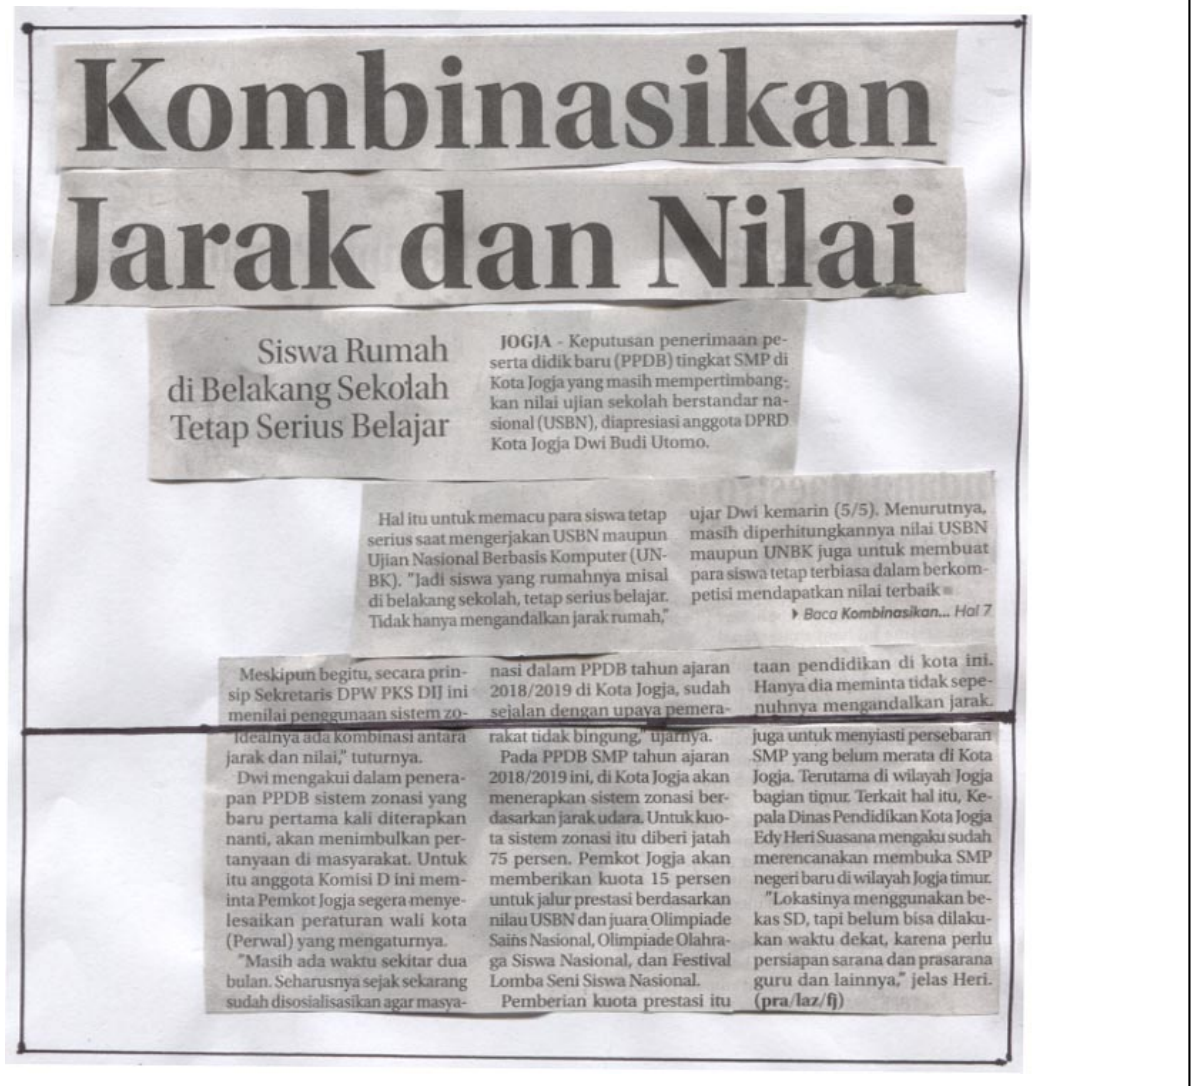 Kombinasikan
Jarak dan Nilai
Siswa Rumah
di Belakang Sekolah
Tetap Serius Belajar
JOGJA - Keputusan penerimaan pe-
serta didik baru (PPDB) tingkat SMP di
Kota Jogja yang masih mempertimbang-
kan nilai ujian sekolah berstandar na-
sional (USBN), diapresiasi anggota DPRD
Kota Jogja Dwi Budi Utomo.
Hal itu untuk memacu para siswa tetap
serius saat mengerjakan USBN maupun
Ujian Nasional Berbasis Komputer (UN-
BK). "Jadi siswa yang rumahnya misal
di belakang sekolah, tetap serius belajar.
Tidak hanya mengandalkan jarak rumah,"
ujar Dwi kemarin (5/5). Menurutnya,
masih diperhitungkannya nilai USBN
maupun UNBK juga untuk membuat
para siswa tetap terbiasa dalam berkom-
petisi mendapatkan nilai terbaik
Baca Kombinasikan... Hal 7
Meskipun begitu, secara prin-
sip Sekretaris DPW PKS DIJ ini
menilai penggunaan sistem zo-
nasi dalam PPDB tahun ajaran
2018/2019 di Kota Jogja, sudah
sejalan dengan upaya pemera-
taan pendidikan di kota ini.
Hanya dia meminta tidak sepe-
nuhnya mengandalkan jarak.
"Idealnya ada kombinasi antara
jarak dan nilai," tuturnya.
Dwi mengakui dalam penera-
pan PPDB sistem zonasi yang
baru pertama kali diterapkan
nanti, akan menimbulkan per-
tanyaan di masyarakat. Untuk
itu anggota Komisi D ini mem-
inta Pemkot Jogja segera menye-
lesaikan peraturan wali kota
(Perwal) yang mengaturnya.
"Masih ada waktu sekitar dua
bulan. Seharusnya sejak sekarang
sudah disosialisasikan agar masya-
rakat tidak bingung," ujarnya.
Pada PPDB SMP tahun ajaran
2018/2019 ini, di Kota Jogja akan
menerapkan sistem zonasi ber-
dasarkan jarak udara. Untuk kuo-
ta sistem zonasi itu diberi jatah
75 persen. Pemkot Jogja akan
memberikan kuota 15 persen
untuk jalur prestasi berdasarkan
nilau USBN dan juara Olimpiade
Sains Nasional, Olimpiade Olahra-
ga Siswa Nasional, dan Festival
Lomba Seni Siswa Nasional.
Pemberian kuota prestasi itu
juga untuk menyiasti persebaran
SMP yang belum merata di Kota
Jogja. Terutama di wilayah Jogja
bagian timur. Terkait hal itu, Ke-
pala Dinas Pendidikan Kota Jogja
Edy Heri Suasana mengaku sudah
merencanakan membuka SMP
negeri baru di wilayah Jogja timur.
"Lokasinya menggunakan be-
kas SD, tapi belum bisa dilaku-
kan waktu dekat, karena perlu
persiapan sarana dan prasarana
guru dan lainnya," jelas Heri.
(pra/laz/fj)